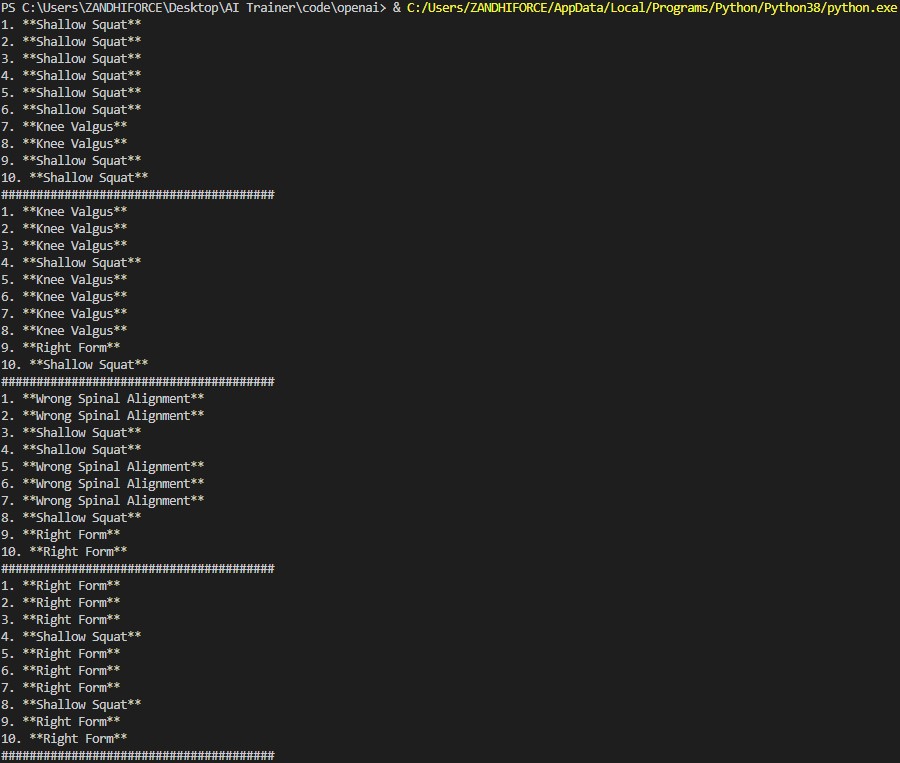 PS C:\Users\ZANDHIFORCE\Desktop\AI Trainer\code\openai> & C:/Users/ZANDHIFORCE/AppData/Local/Programs/Python/Python38/python.exe
1. **Shallow Squat**
2. **Shallow Squat**
3. **Shallow Squat**
4. **Shallow Squat**
5. **Shallow Squat**
6. **Shallow Squat**
7. **Knee Valgus**
8. **Knee Valgus**
9. **Shallow Squat**
10. **Shallow Squat**
#######################################
1. **Knee Valgus**
2. **Knee Valgus**
3. **Knee Valgus**
4. **Shallow Squat**
5. **Knee Valgus**
6. **Knee Valgus**
7. **Knee Valgus**
8. **Knee Valgus**
9. **Right Form**
10. **Shallow Squat**
#######################################
1. **Wrong Spinal Alignment**
2. **Wrong Spinal Alignment**
3. **Shallow Squat**
4. **Shallow Squat**
5. **Wrong Spinal Alignment**
6. **Wrong Spinal Alignment**
7. **Wrong Spinal Alignment**
8. **Shallow Squat**
9. **Right Form**
10. **Right Form**
#######################################
1. **Right Form**
2. **Right Form**
3. **Right Form**
4. **Shallow Squat**
5. **Right Form**
6. **Right Form**
7. **Right Form**
8. **Shallow Squat**
9. **Right Form**
10. **Right Form**
#######################################